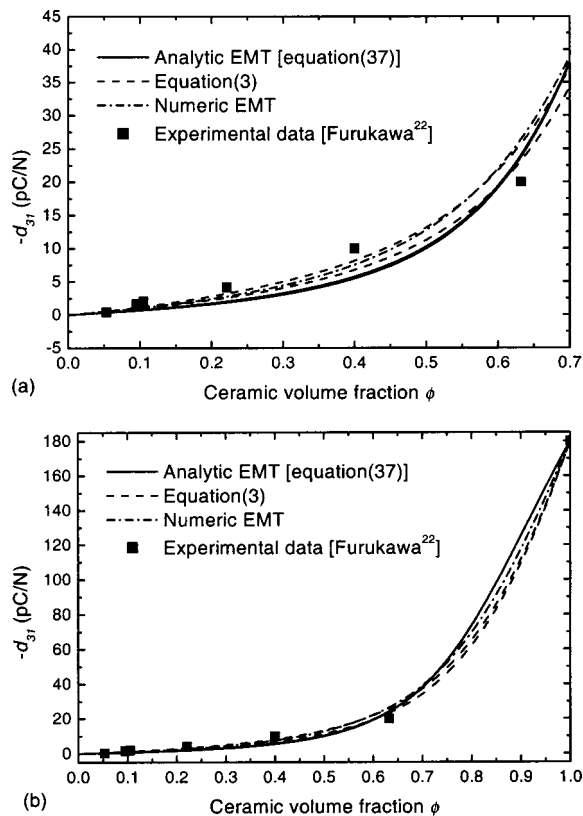 45
40
35
30
25
20
15
10
5
0
-5
-d31 (pC/N)
Analytic EMT [equation(37)]
Equation(3)
Numeric EMT
Experimental data [Furukawa22]
0.0 0.1 0.2 0.3 0.4 0.5 0.6 0.7
(a)
Ceramic volume fraction ϕ
180
160
140
120
100
80
60
40
20
0
-d31 (pC/N)
Analytic EMT [equation(37)]
Equation(3)
Numeric EMT
Experimental data [Furukawa22]
0.0 0.1 0.2 0.3 0.4 0.5 0.6 0.7 0.8 0.9 1.0
(b)
Ceramic volume fraction ϕ